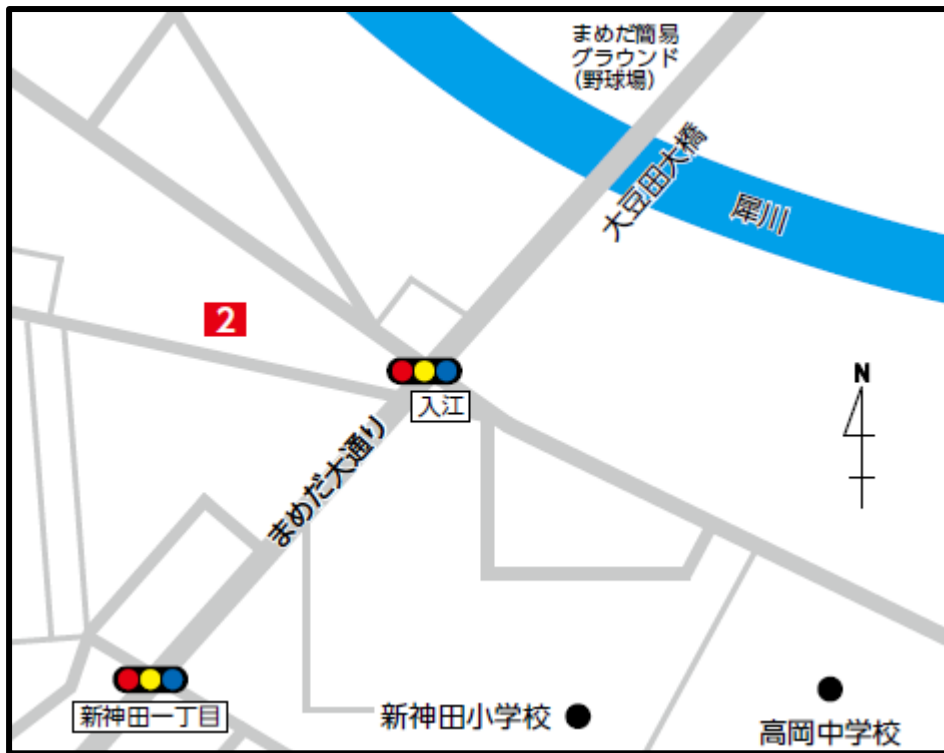 まめだ簡易
グラウンド
(野球場)
大豆田大橋
犀川
2
N
入江
まめだ大通り
新神田一丁目
新神田小学校
高岡中学校